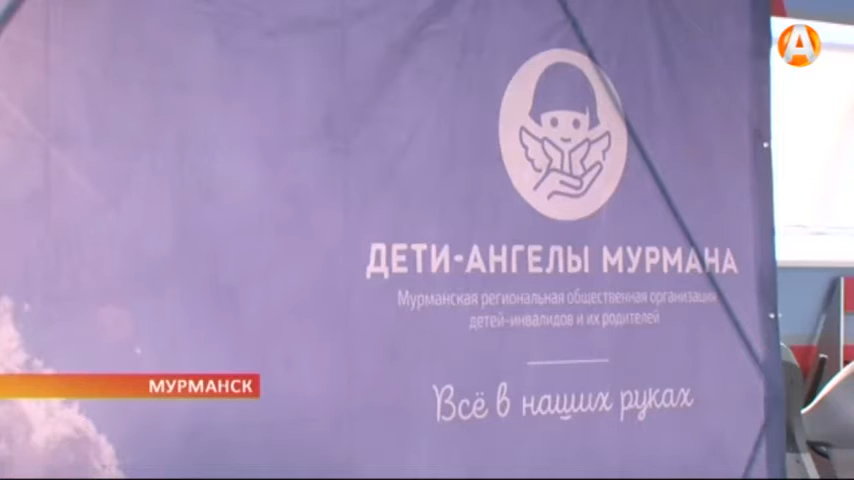 А
ДЕТИ-АНГЕЛЫ МУРМАНА
Мурманская региональная общественная организация
детей-инвалидов и их родителей
МУРМАНСК
Всё в наших руках